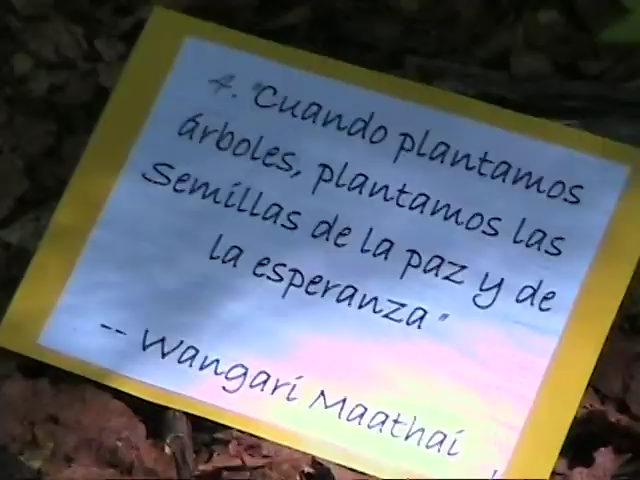 4. "Cuando plantamos
árboles, plantamos las
Semillas de la paz y de
la esperanza"
-- Wangari Maathai